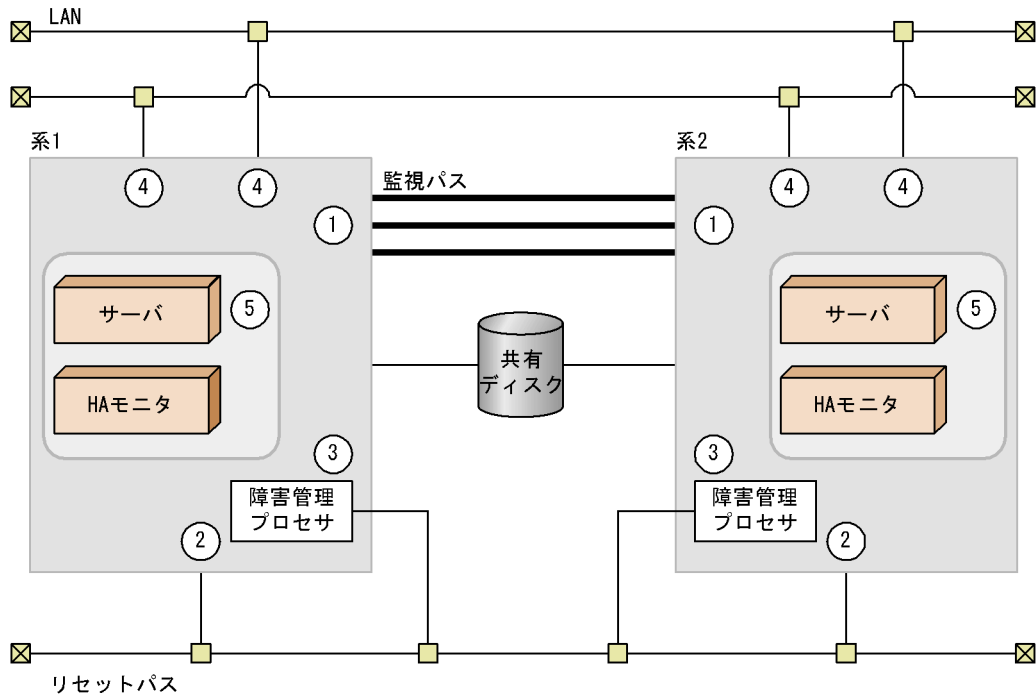 LAN
系1
系2
④
④
監視パス
④
④
①
①
サーバ
⑤
サーバ
⑤
共有
ディスク
HAモニタ
HAモニタ
③
③
障害管理
プロセサ
障害管理
プロセサ
②
②
リセットパス